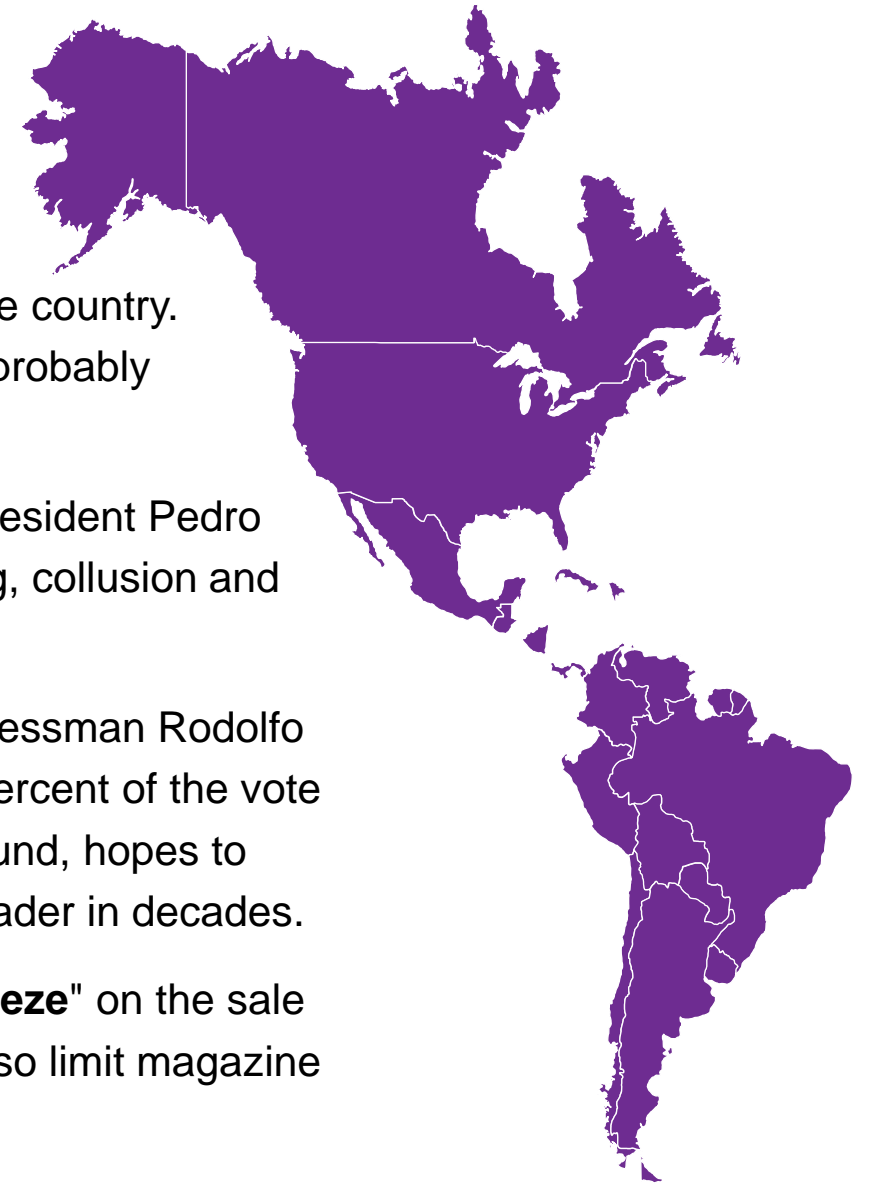 e country.
probably
esident Pedro
g, collusion and
essman Rodolfo
ercent of the vote
und, hopes to
ader in decades.
eze" on the sale
so limit magazine